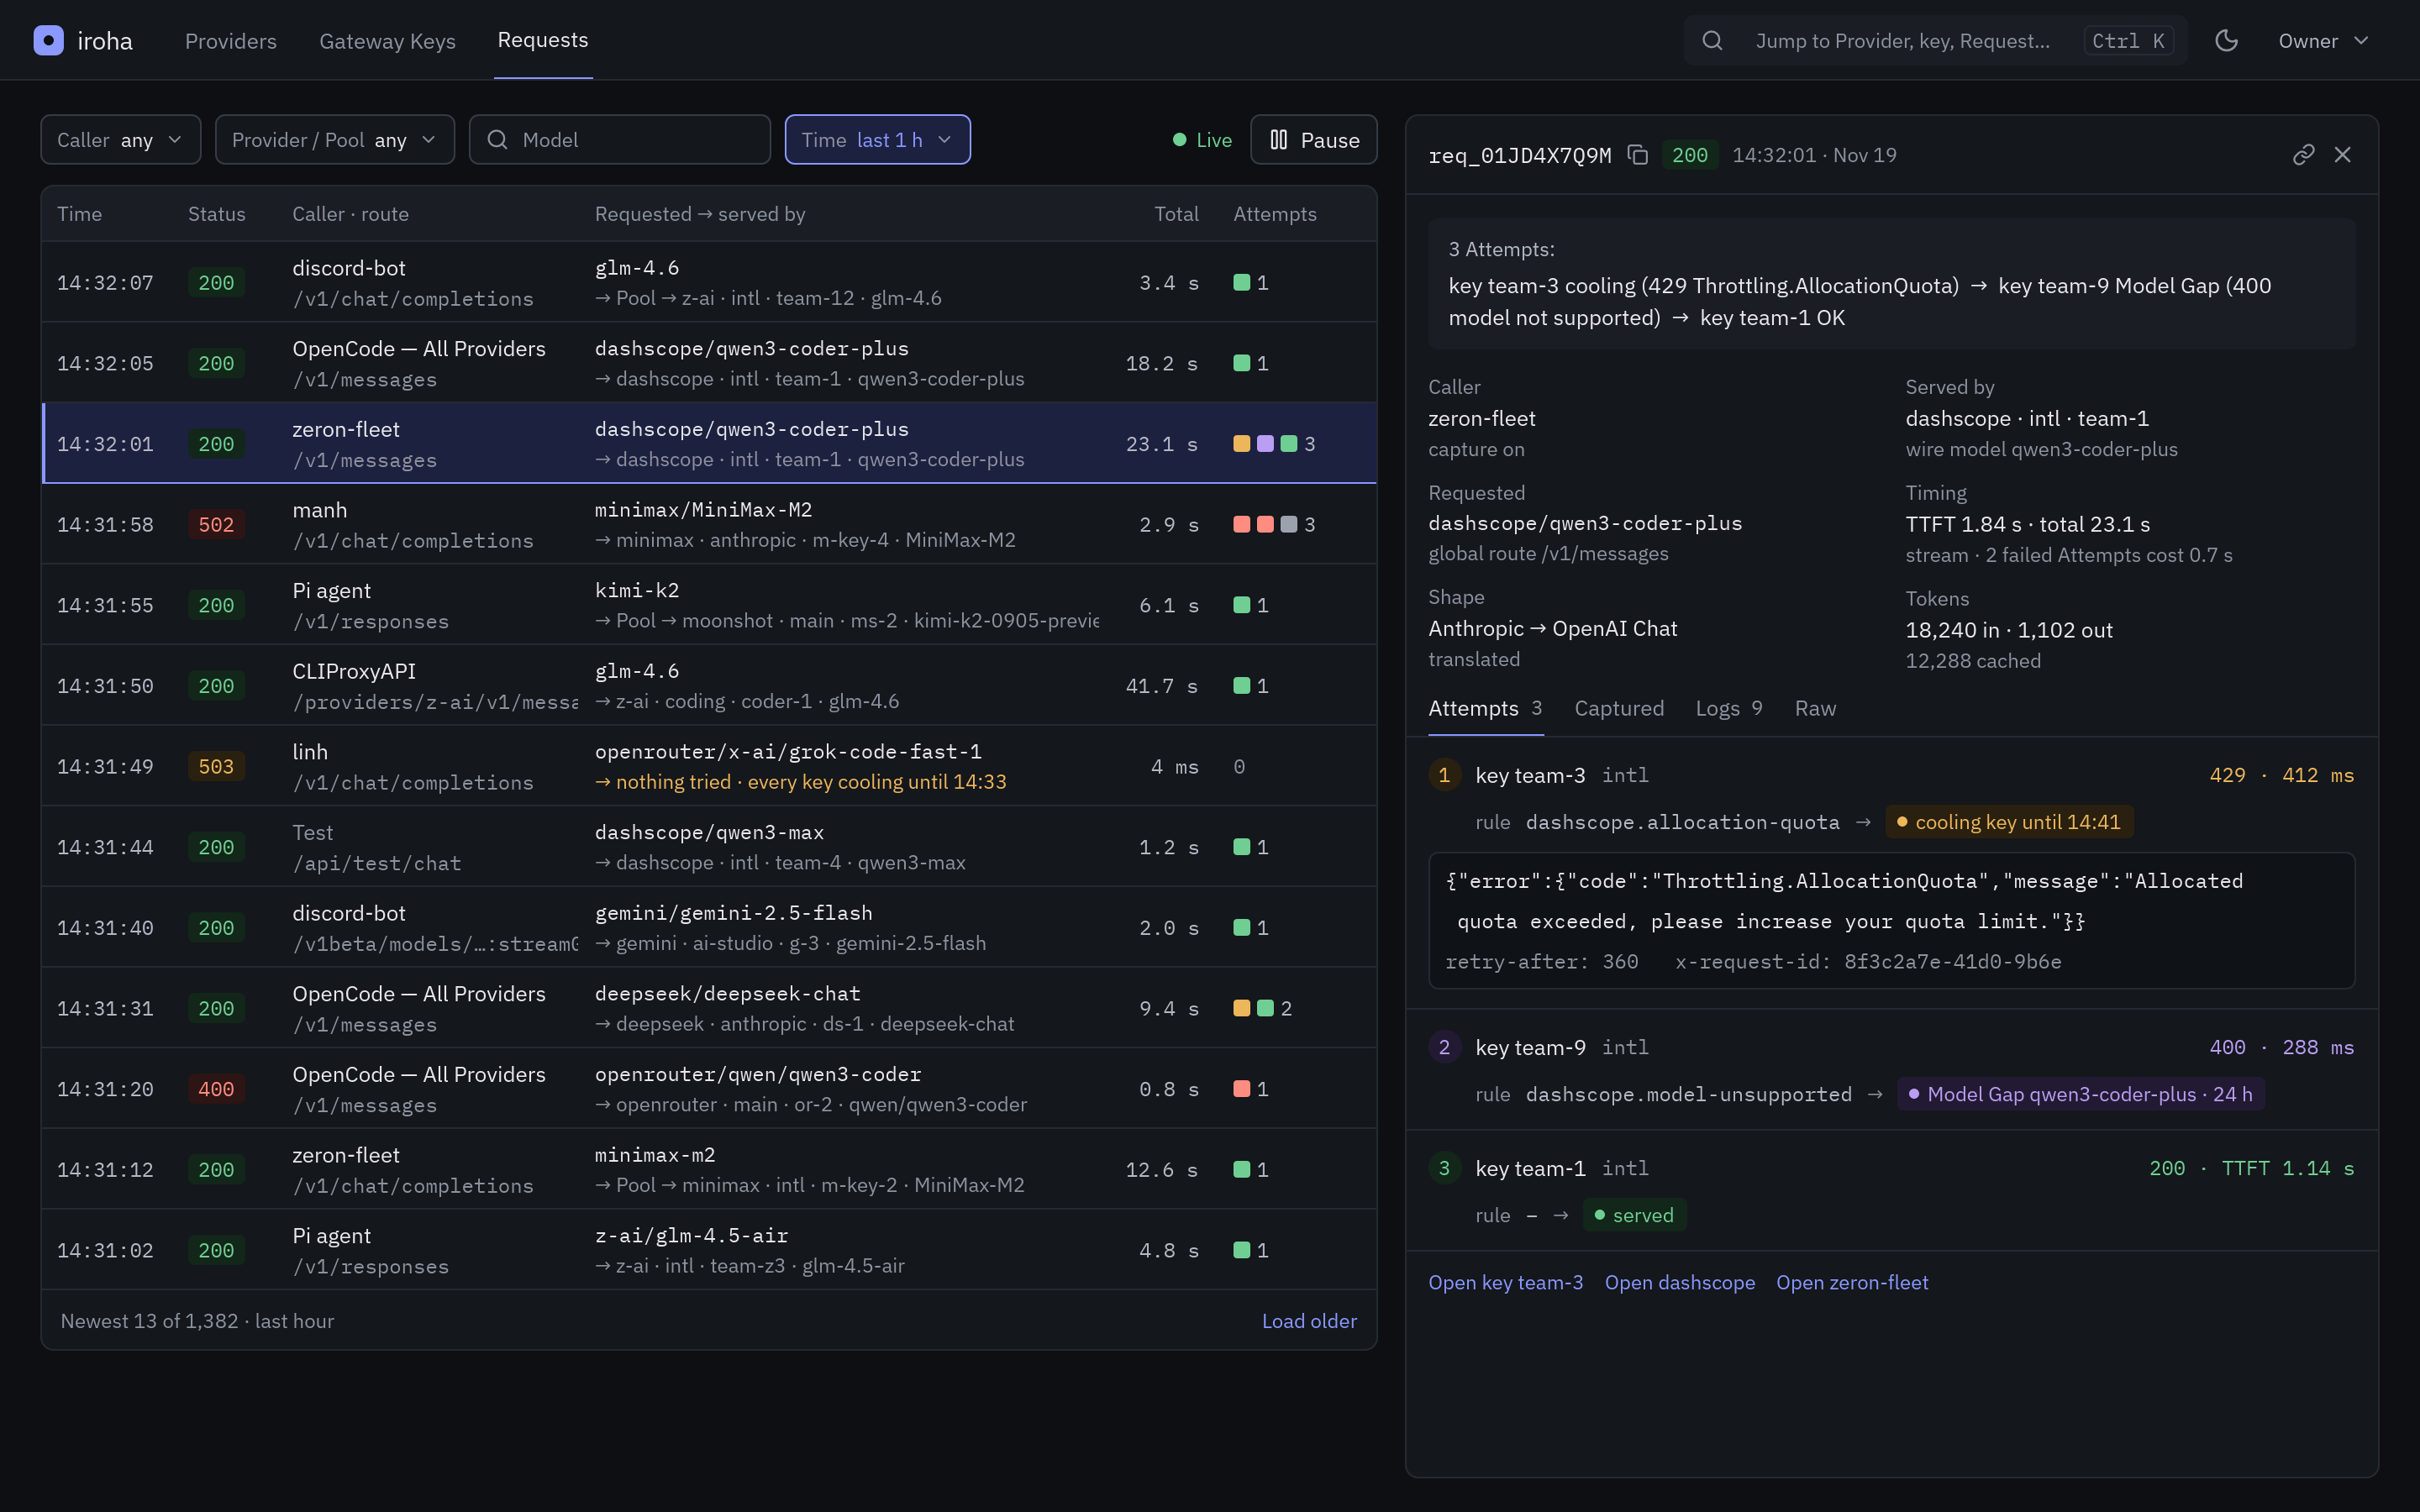 iroha Providers Gateway Keys Requests Jump to Provider, key, Request... Ctrl K Owner
Caller any Provider / Pool any Model Time last 1 h Live Pause
Time Status Caller · route Requested → served by Total Attempts
14:32:07 200 discord-bot glm-4.6 3.4 s 1
/v1/chat/completions → Pool → z-ai · intl · team-12 · glm-4.6
14:32:05 200 OpenCode — All Providers dashscope/qwen3-coder-plus 18.2 s 1
/v1/messages → dashscope · intl · team-1 · qwen3-coder-plus
14:32:01 200 zeron-fleet dashscope/qwen3-coder-plus 23.1 s 3
/v1/messages → dashscope · intl · team-1 · qwen3-coder-plus
14:31:58 502 manh minimax/MiniMax-M2 2.9 s 3
/v1/chat/completions → minimax · anthropic · m-key-4 · MiniMax-M2
14:31:55 200 Pi agent kimi-k2 6.1 s 1
/v1/responses → Pool → moonshot · main · ms-2 · kimi-k2-0905-previe
14:31:50 200 CLIProxyAPI glm-4.6 41.7 s 1
/providers/z-ai/v1/messa → z-ai · coding · coder-1 · glm-4.6
14:31:49 503 linh openrouter/x-ai/grok-code-fast-1 4 ms 0
/v1/chat/completions → nothing tried · every key cooling until 14:33
14:31:44 200 Test dashscope/qwen3-max 1.2 s 1
/api/test/chat → dashscope · intl · team-4 · qwen3-max
14:31:40 200 discord-bot gemini/gemini-2.5-flash 2.0 s 1
/v1beta/models/…:stream → gemini · ai-studio · g-3 · gemini-2.5-flash
14:31:31 200 OpenCode — All Providers deepseek/deepseek-chat 9.4 s 2
/v1/messages → deepseek · anthropic · ds-1 · deepseek-chat
14:31:20 400 OpenCode — All Providers openrouter/qwen/qwen3-coder 0.8 s 1
/v1/messages → openrouter · main · or-2 · qwen/qwen3-coder
14:31:12 200 zeron-fleet minimax-m2 12.6 s 1
/v1/chat/completions → Pool → minimax · intl · m-key-2 · MiniMax-M2
14:31:02 200 Pi agent z-ai/glm-4.5-air 4.8 s 1
/v1/responses → z-ai · intl · team-z3 · glm-4.5-air
Newest 13 of 1,382 · last hour Load older
req_01JD4X7Q9M 200 14:32:01 · Nov 19
3 Attempts:
key team-3 cooling (429 Throttling.AllocationQuota) → key team-9 Model Gap (400
model not supported) → key team-1 OK
Caller Served by
zeron-fleet dashscope · intl · team-1
capture on wire model qwen3-coder-plus
Requested Timing
dashscope/qwen3-coder-plus TTFT 1.84 s · total 23.1 s
global route /v1/messages stream · 2 failed Attempts cost 0.7 s
Shape Tokens
Anthropic → OpenAI Chat 18,240 in · 1,102 out
translated 12,288 cached
Attempts 3 Captured Logs 9 Raw
1 key team-3 intl 429 · 412 ms
rule dashscope.allocation-quota → cooling key until 14:41
{"error":{"code":"Throttling.AllocationQuota","message":"Allocated
quota exceeded, please increase your quota limit."}}
retry-after: 360 x-request-id: 8f3c2a7e-41d0-9b6e
2 key team-9 intl 400 · 288 ms
rule dashscope.model-unsupported → Model Gap qwen3-coder-plus · 24 h
3 key team-1 intl 200 · TTFT 1.14 s
rule – → served
Open key team-3 Open dashscope Open zeron-fleet